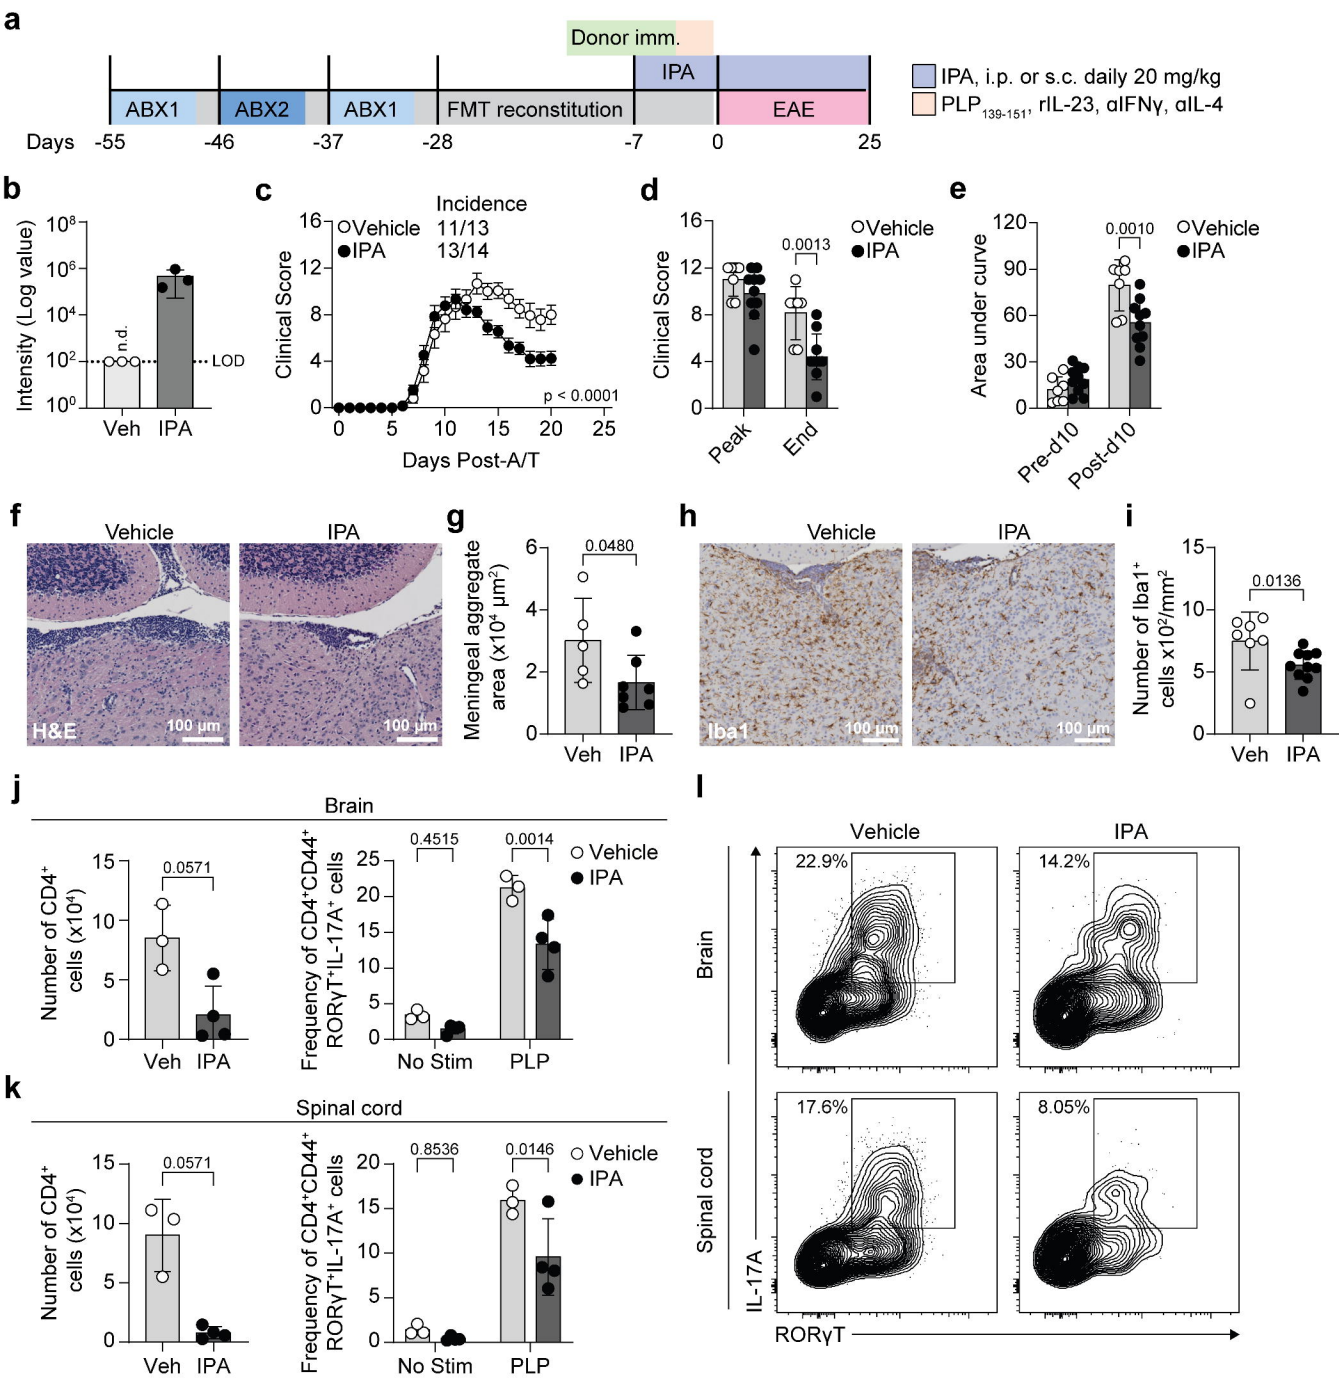 a
Donor imm.
IPA
ABX1 ABX2 ABX1 FMT reconstitution EAE
Days -55 -46 -37 -28 -7 0 25
IPA, i.p. or s.c. daily 20 mg/kg
PLP139-151, rIL-23, αIFNγ, αIL-4
b
Intensity (Log value)
10⁸
10⁶
10⁴
10²
10⁰
n.d.
LOD
Veh IPA
c
Clinical Score
16
12
8
4
0
Vehicle
IPA
Incidence
11/13
13/14
p < 0.0001
0 5 10 15 20 25
Days Post-A/T
d
Clinical Score
16
12
8
4
0
0.0013
Vehicle
IPA
Peak End
e
Area under curve
120
90
60
30
0
0.0010
Vehicle
IPA
Pre-d10 Post-d10
f
Vehicle IPA
H&E
100 µm 100 µm
g
Meningeal aggregate
area (x10⁴ µm²)
6
4
2
0
0.0480
Veh IPA
h
Vehicle IPA
Iba1
100 µm 100 µm
i
Number of Iba1⁺
cells x10²/mm²
15
10
5
0
0.0136
Veh IPA
j
Brain
Number of CD4⁺
cells (x10⁴)
15
10
5
0
0.0571
Veh IPA
Frequency of CD4⁺CD44⁺
RORγT⁺IL-17A⁺ cells
25
20
15
10
5
0
0.4515 0.0014
Vehicle
IPA
No Stim PLP
k
Spinal cord
Number of CD4⁺
cells (x10⁴)
15
10
5
0
0.0571
Veh IPA
Frequency of CD4⁺CD44⁺
RORγT⁺IL-17A⁺ cells
20
15
10
5
0
0.8536 0.0146
Vehicle
IPA
No Stim PLP
l
Vehicle IPA
Brain
22.9% 14.2%
Spinal cord
17.6% 8.05%
IL-17A
RORγT